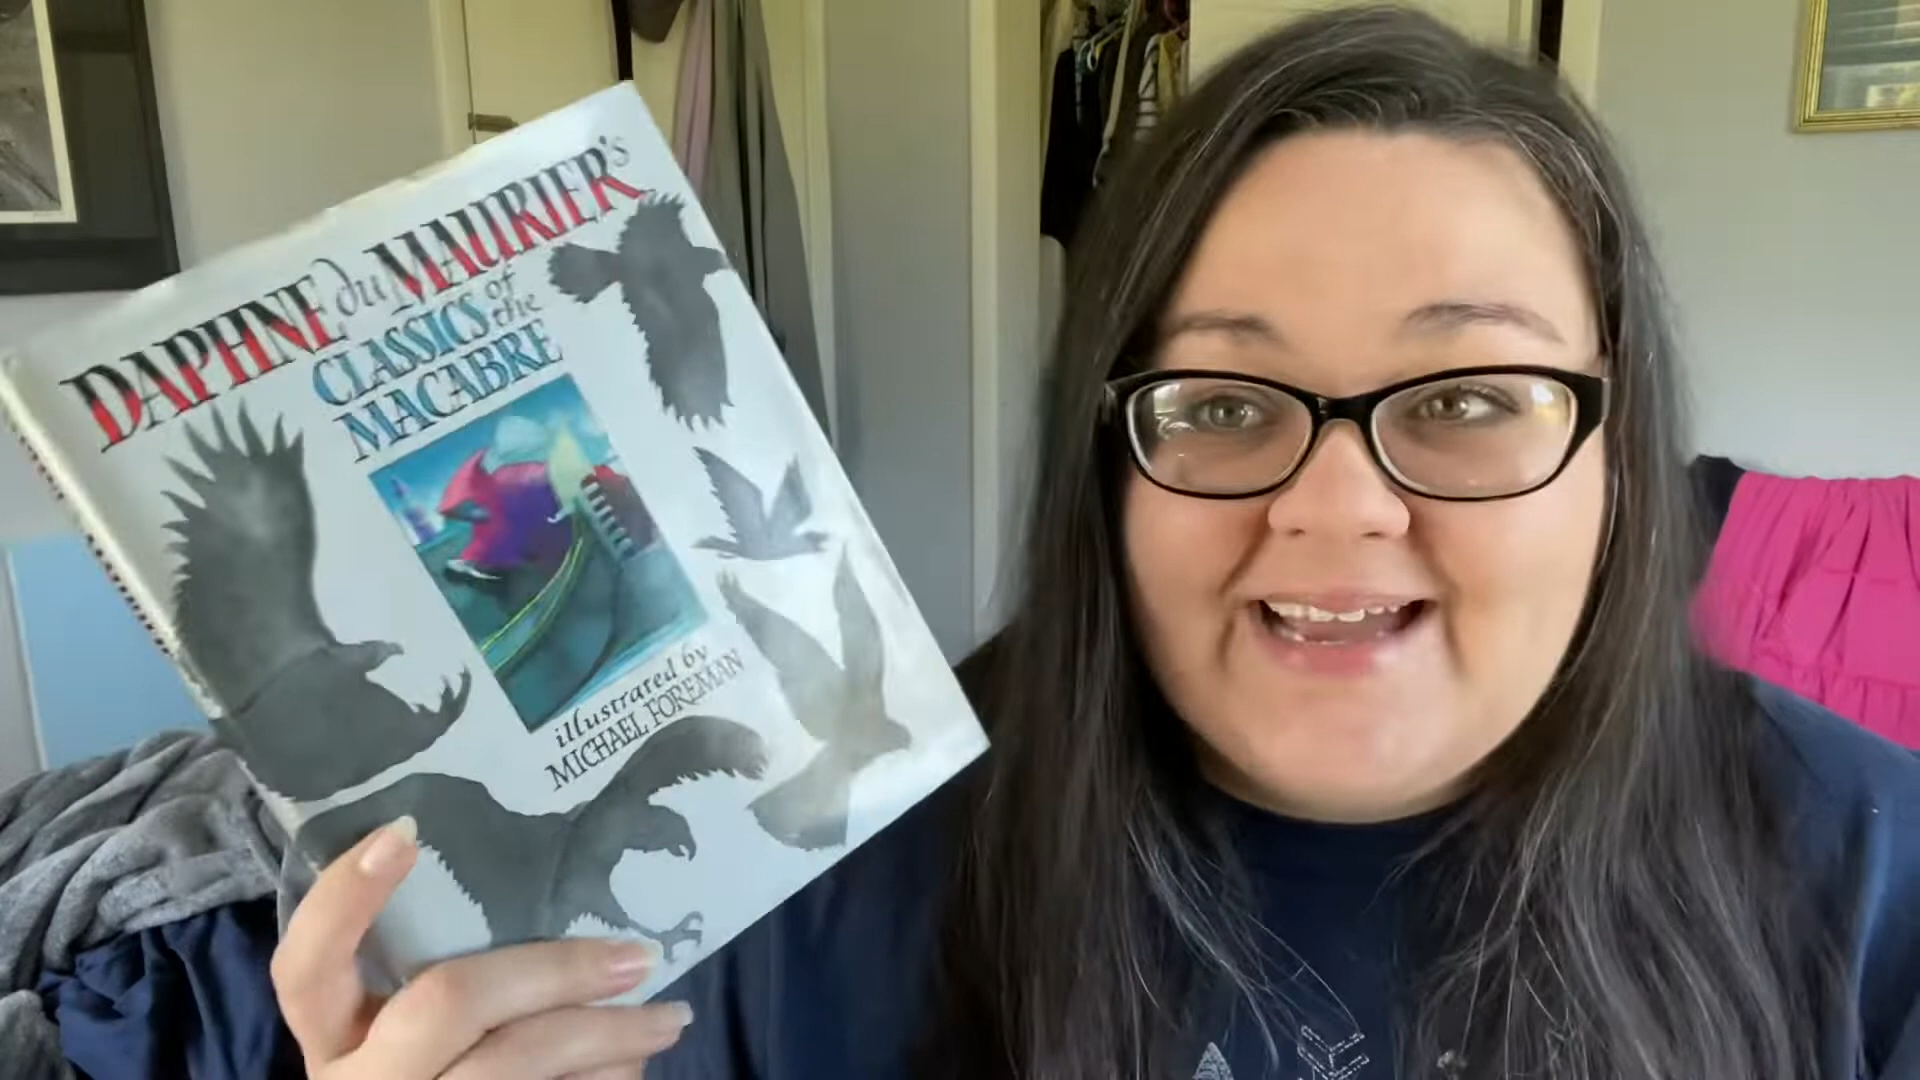 DAPHNE du MAURIER's
CLASSICS of
the
MACABRE
illustrated by
MICHAEL FOREMAN